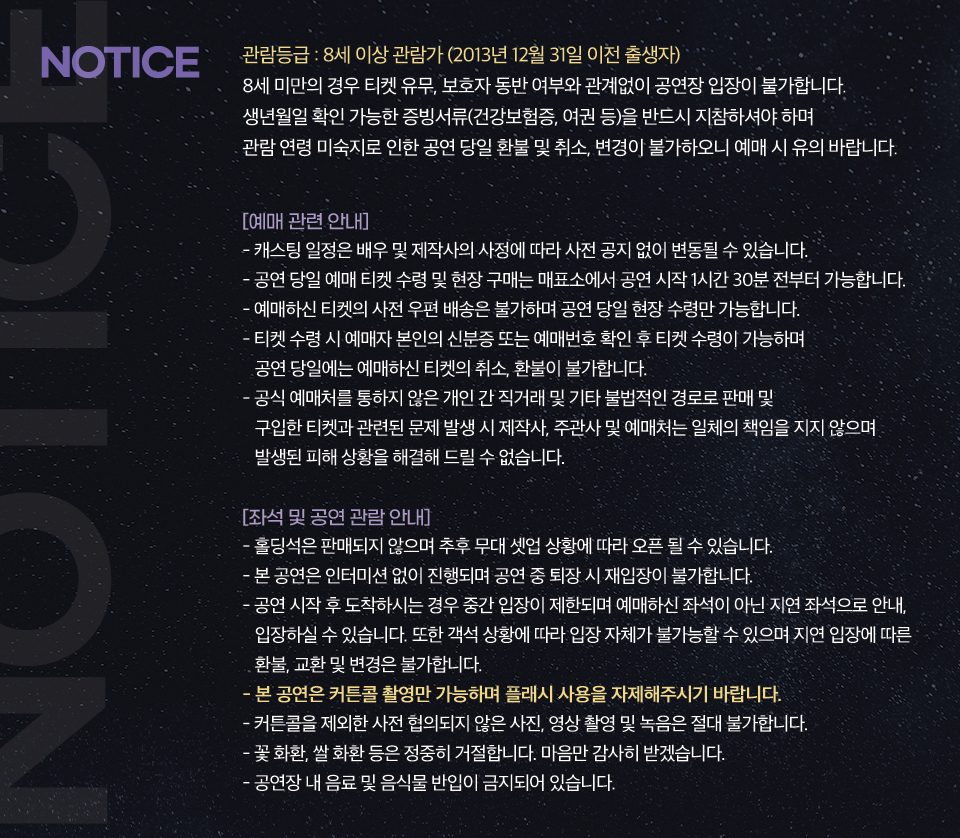 NOTICE
관람등급 : 8세 이상 관람가 (2013년 12월 31일 이전 출생자)
8세 미만의 경우 티켓 유무, 보호자 동반 여부와 관계없이 공연장 입장이 불가합니다.
생년월일 확인 가능한 증빙서류(건강보험증, 여권 등)을 반드시 지참하셔야 하며
관람 연령 미숙지로 인한 공연 당일 환불 및 취소, 변경이 불가하오니 예매 시 유의 바랍니다.
[예매 관련 안내]
- 캐스팅 일정은 배우 및 제작사의 사정에 따라 사전 공지 없이 변동될 수 있습니다.
- 공연 당일 예매 티켓 수령 및 현장 구매는 매표소에서 공연 시작 1시간 30분 전부터 가능합니다.
- 예매하신 티켓의 사전 우편 배송은 불가하며 공연 당일 현장 수령만 가능합니다.
- 티켓 수령 시 예매자 본인의 신분증 또는 예매번호 확인 후 티켓 수령이 가능하며
공연 당일에는 예매하신 티켓의 취소, 환불이 불가합니다.
- 공식 예매처를 통하지 않은 개인 간 직거래 및 기타 불법적인 경로로 판매 및
구입한 티켓과 관련된 문제 발생 시 제작사, 주관사 및 예매처는 일체의 책임을 지지 않으며
발생된 피해 상황을 해결해 드릴 수 없습니다.
[좌석 및 공연 관람 안내]
- 홀딩석은 판매되지 않으며 추후 무대 셋업 상황에 따라 오픈 될 수 있습니다.
- 본 공연은 인터미션 없이 진행되며 공연 중 퇴장 시 재입장이 불가합니다.
- 공연 시작 후 도착하시는 경우 중간 입장이 제한되며 예매하신 좌석이 아닌 지연 좌석으로 안내,
입장하실 수 있습니다. 또한 객석 상황에 따라 입장 자체가 불가능할 수 있으며 지연 입장에 따른
환불, 교환 및 변경은 불가합니다.
- 본 공연은 커튼콜 촬영만 가능하며 플래시 사용을 자제해주시기 바랍니다.
- 커튼콜을 제외한 사전 협의되지 않은 사진, 영상 촬영 및 녹음은 절대 불가합니다.
- 꽃 화환, 쌀 화환 등은 정중히 거절합니다. 마음만 감사히 받겠습니다.
- 공연장 내 음료 및 음식물 반입이 금지되어 있습니다.
NOTICE